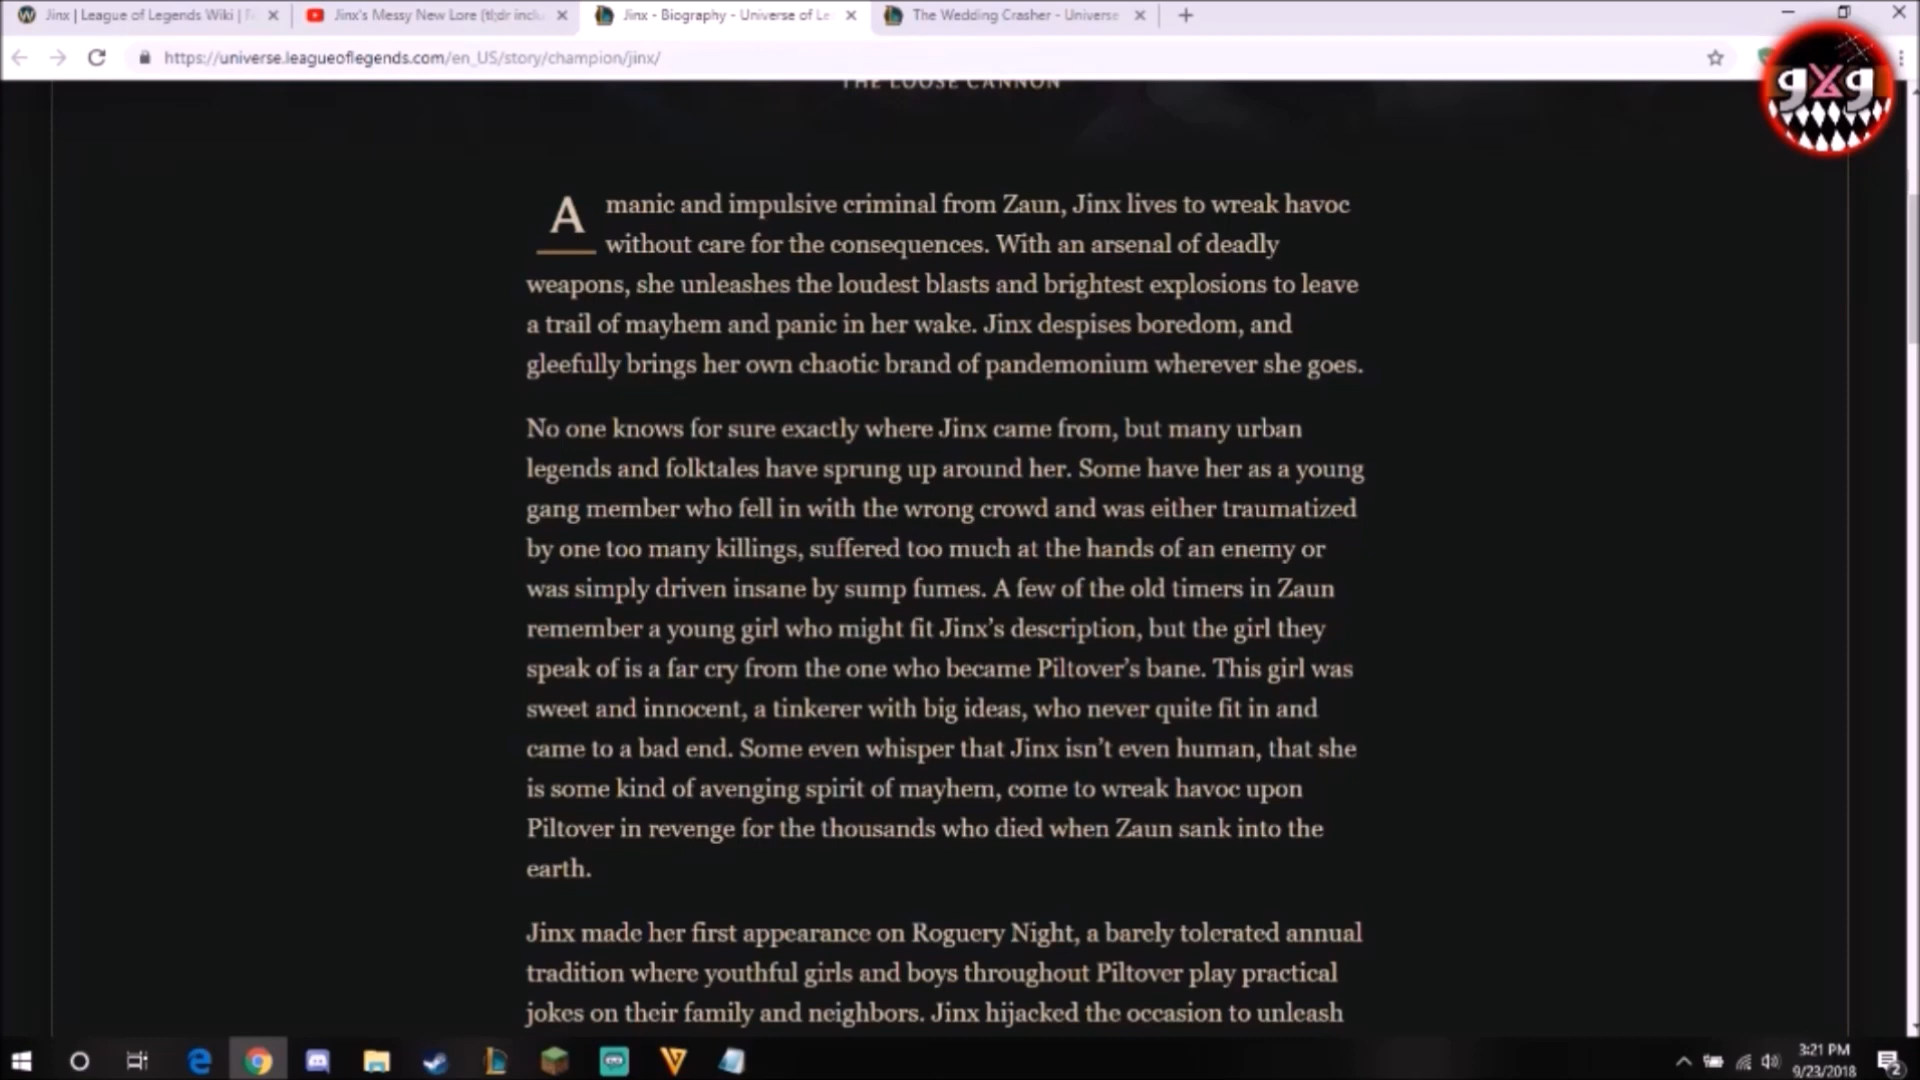 Jinx | League of Legends Wiki |
Jinx's Messy New Lore (tl;dr inclu
Jinx - Biography - Universe of Le
The Wedding Crasher - Universe
https://universe.leagueoflegends.com/en_US/story/champion/jinx/
gxg
THE LOOSE CANNON
A manic and impulsive criminal from Zaun, Jinx lives to wreak havoc
without care for the consequences. With an arsenal of deadly
weapons, she unleashes the loudest blasts and brightest explosions to leave
a trail of mayhem and panic in her wake. Jinx despises boredom, and
gleefully brings her own chaotic brand of pandemonium wherever she goes.
No one knows for sure exactly where Jinx came from, but many urban
legends and folktales have sprung up around her. Some have her as a young
gang member who fell in with the wrong crowd and was either traumatized
by one too many killings, suffered too much at the hands of an enemy or
was simply driven insane by sump fumes. A few of the old timers in Zaun
remember a young girl who might fit Jinx's description, but the girl they
speak of is a far cry from the one who became Piltover's bane. This girl was
sweet and innocent, a tinkerer with big ideas, who never quite fit in and
came to a bad end. Some even whisper that Jinx isn't even human, that she
is some kind of avenging spirit of mayhem, come to wreak havoc upon
Piltover in revenge for the thousands who died when Zaun sank into the
earth.
Jinx made her first appearance on Roguery Night, a barely tolerated annual
tradition where youthful girls and boys throughout Piltover play practical
jokes on their family and neighbors. Jinx hijacked the occasion to unleash
3:21 PM
9/23/2018
2